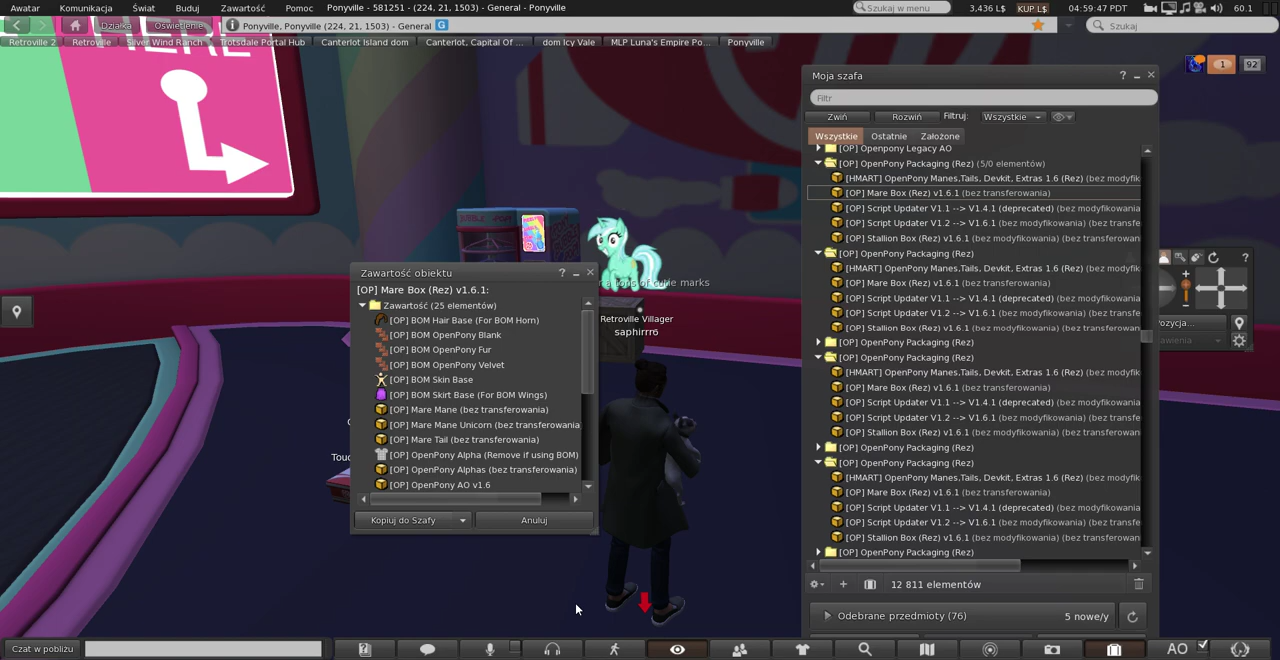 Awatar Komunikacja Świat Buduj Zawartość Pomoc Ponyville, Ponyville - 581251 - (224, 21, 1503) - General - Ponyville Szukaj w menu 3,436 L$ KUP L$ 04:59:47 PDT 60.1
Działka Oświetlenie Ponyville, Ponyville (224, 21, 1503) - General Szukaj
Retroville 2 Retroville Silver Wind Ranch Trotsdale Portal Hub Canterlot Island dom Canterlot, Capital Of ... dom Icy Vale MLP Luna's Empire Po... Ponyville
HERE
1 92
Moja szafa
Filtr
Zwiń Rozwiń Filtruj: Wszystkie
Wszystkie Ostatnie Założone
[OP] Openpony Legacy AO
[OP] OpenPony Packaging (Rez) (5/0 elementów)
[HMART] OpenPony Manes,Tails, Devkit, Extras 1.6 (Rez) (bez modyfik
[OP] Mare Box (Rez) v1.6.1 (bez transferowania)
[OP] Script Updater V1.1 --> V1.4.1 (deprecated) (bez modyfikowania
[OP] Script Updater V1.2 --> V1.6.1 (bez modyfikowania) (bez transfe
[OP] Stallion Box (Rez) v1.6.1 (bez modyfikowania) (bez transferowan
[OP] OpenPony Packaging (Rez)
[HMART] OpenPony Manes,Tails, Devkit, Extras 1.6 (Rez) (bez modyfik
[OP] Mare Box (Rez) v1.6.1 (bez transferowania)
[OP] Script Updater V1.1 --> V1.4.1 (deprecated) (bez modyfikowania
[OP] Script Updater V1.2 --> V1.6.1 (bez modyfikowania) (bez transfe
[OP] Stallion Box (Rez) v1.6.1 (bez modyfikowania) (bez transferowan
[OP] OpenPony Packaging (Rez)
[OP] OpenPony Packaging (Rez)
[HMART] OpenPony Manes,Tails, Devkit, Extras 1.6 (Rez) (bez modyfik
[OP] Mare Box (Rez) v1.6.1 (bez transferowania)
[OP] Script Updater V1.1 --> V1.4.1 (deprecated) (bez modyfikowania
[OP] Script Updater V1.2 --> V1.6.1 (bez modyfikowania) (bez transfe
[OP] Stallion Box (Rez) v1.6.1 (bez modyfikowania) (bez transferowan
[OP] OpenPony Packaging (Rez)
[OP] OpenPony Packaging (Rez)
[HMART] OpenPony Manes,Tails, Devkit, Extras 1.6 (Rez) (bez modyfik
[OP] Mare Box (Rez) v1.6.1 (bez transferowania)
[OP] Script Updater V1.1 --> V1.4.1 (deprecated) (bez modyfikowania
[OP] Script Updater V1.2 --> V1.6.1 (bez modyfikowania) (bez transfe
[OP] Stallion Box (Rez) v1.6.1 (bez modyfikowania) (bez transferowan
[OP] OpenPony Packaging (Rez)
12 811 elementów
Odebrane przedmioty (76) 5 nowe/y
Zawartość obiektu
[OP] Mare Box (Rez) v1.6.1:
Zawartość (25 elementów)
[OP] BOM Hair Base (For BOM Horn)
[OP] BOM OpenPony Blank
[OP] BOM OpenPony Fur
[OP] BOM OpenPony Velvet
[OP] BOM Skin Base
[OP] BOM Skirt Base (For BOM Wings)
[OP] Mare Mane (bez transferowania)
[OP] Mare Mane Unicorn (bez transferowania
[OP] Mare Tail (bez transferowania)
[OP] OpenPony Alpha (Remove if using BOM)
[OP] OpenPony Alphas (bez transferowania)
[OP] OpenPony AO v1.6
Kopiuj do Szafy Anuluj
tons of cutie marks
Retroville Villager
saphirrr6
Touc
ozycja...
awienia
Czat w pobliżu AO